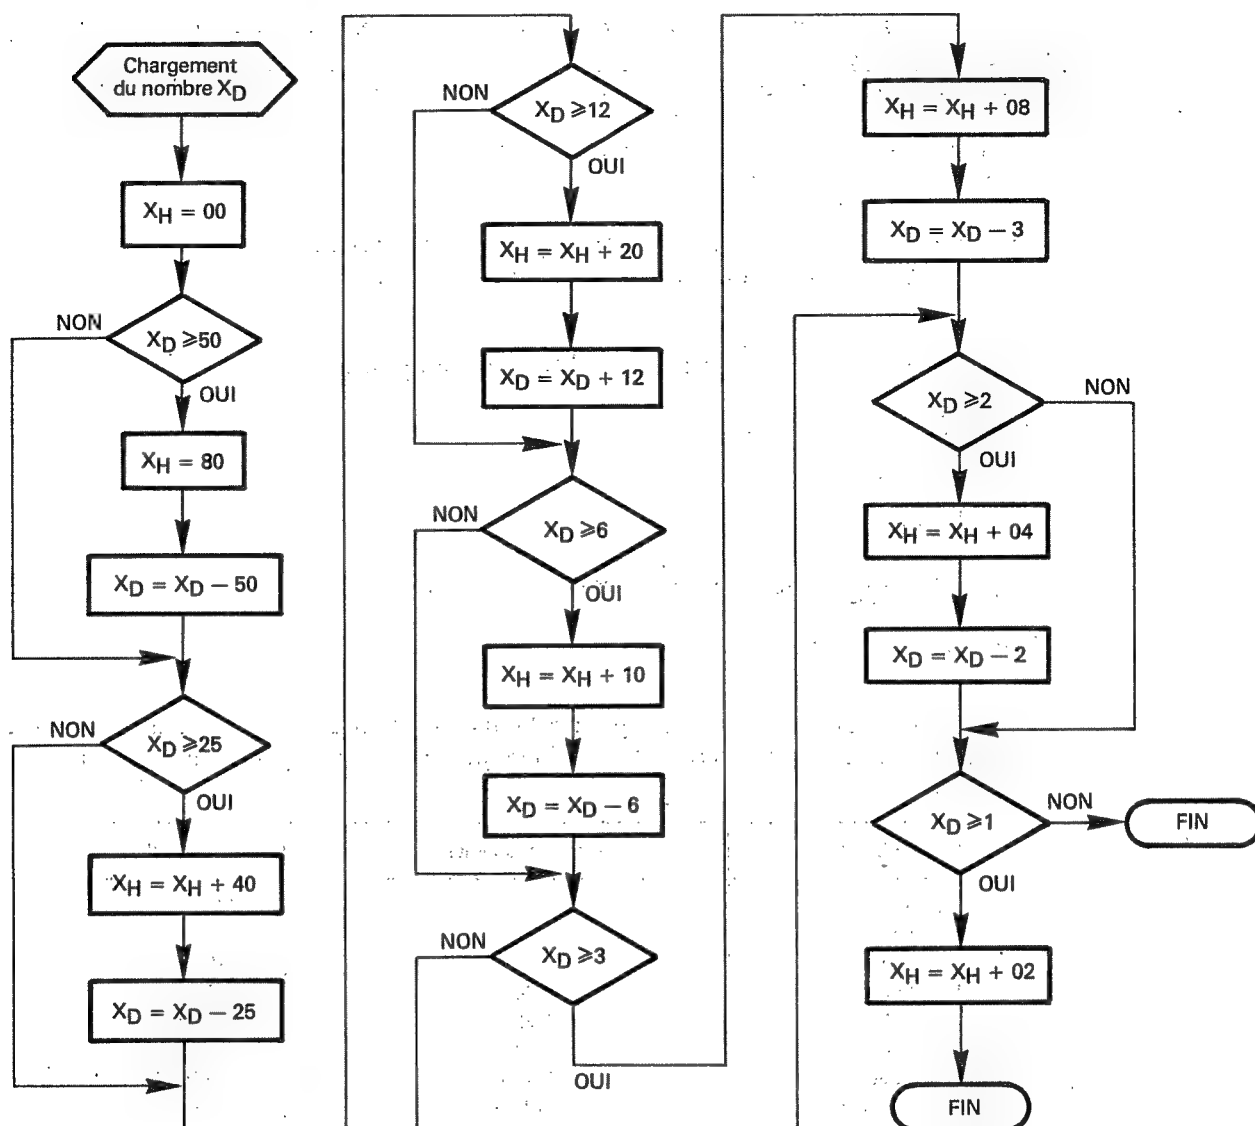 Chargement
du nombre XD
XH = 00
NON
XD ⩾50
OUI
XH = 80
XD = XD — 50
NON
XD ⩾25
OUI
XH = XH + 40
XD = XD — 25
NON
XD ⩾12
OUI
XH = XH + 20
XD = XD + 12
NON
XD ⩾6
OUI
XH = XH + 10
XD = XD — 6
NON
XD ⩾3
OUI
XH = XH + 08
XD = XD — 3
XD ⩾2
NON
OUI
XH = XH + 04
XD = XD — 2
XD ⩾1
NON
FIN
OUI
XH = XH + 02
FIN